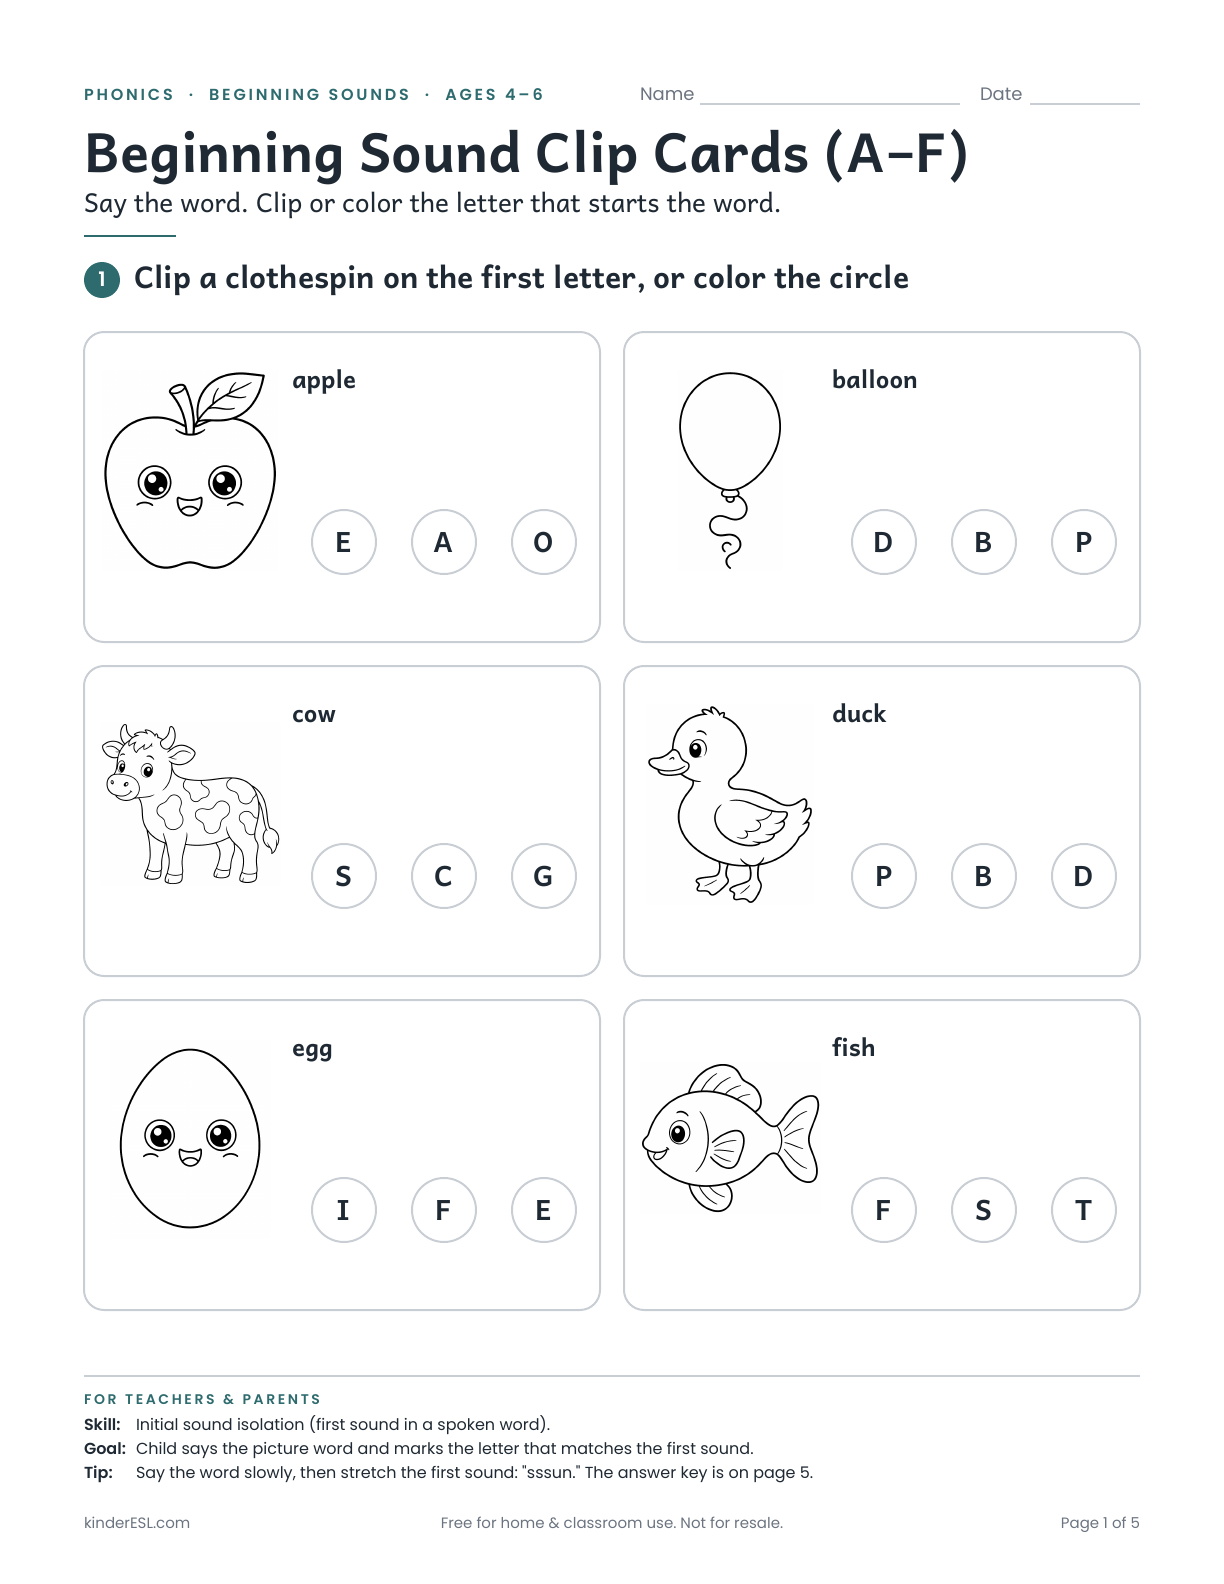 PHONICS · BEGINNING SOUNDS · AGES 4–6
Name
Date
Beginning Sound Clip Cards (A–F)
Say the word. Clip or color the letter that starts the word.
1 Clip a clothespin on the first letter, or color the circle
apple
E A O
balloon
D B P
cow
S C G
duck
P B D
egg
I F E
fish
F S T
FOR TEACHERS & PARENTS
Skill: Initial sound isolation (first sound in a spoken word).
Goal: Child says the picture word and marks the letter that matches the first sound.
Tip: Say the word slowly, then stretch the first sound: "sssun." The answer key is on page 5.
kinderESL.com
Free for home & classroom use. Not for resale.
Page 1 of 5